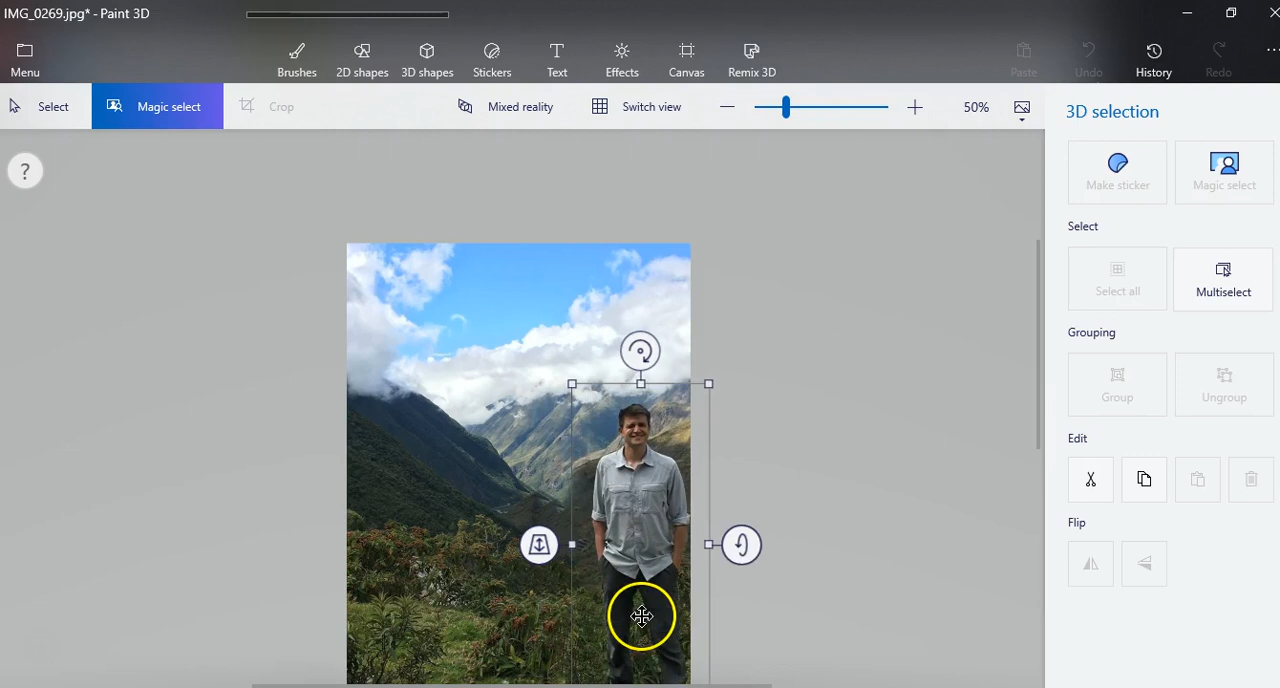 IMG_0269.jpg* - Paint 3D
Menu
Brushes
2D shapes
3D shapes
Stickers
Text
Effects
Canvas
Remix 3D
Paste
Undo
History
Redo
Select
Magic select
Crop
Mixed reality
Switch view
50%
?
3D selection
Make sticker
Magic select
Select
Select all
Multiselect
Grouping
Group
Ungroup
Edit
Flip